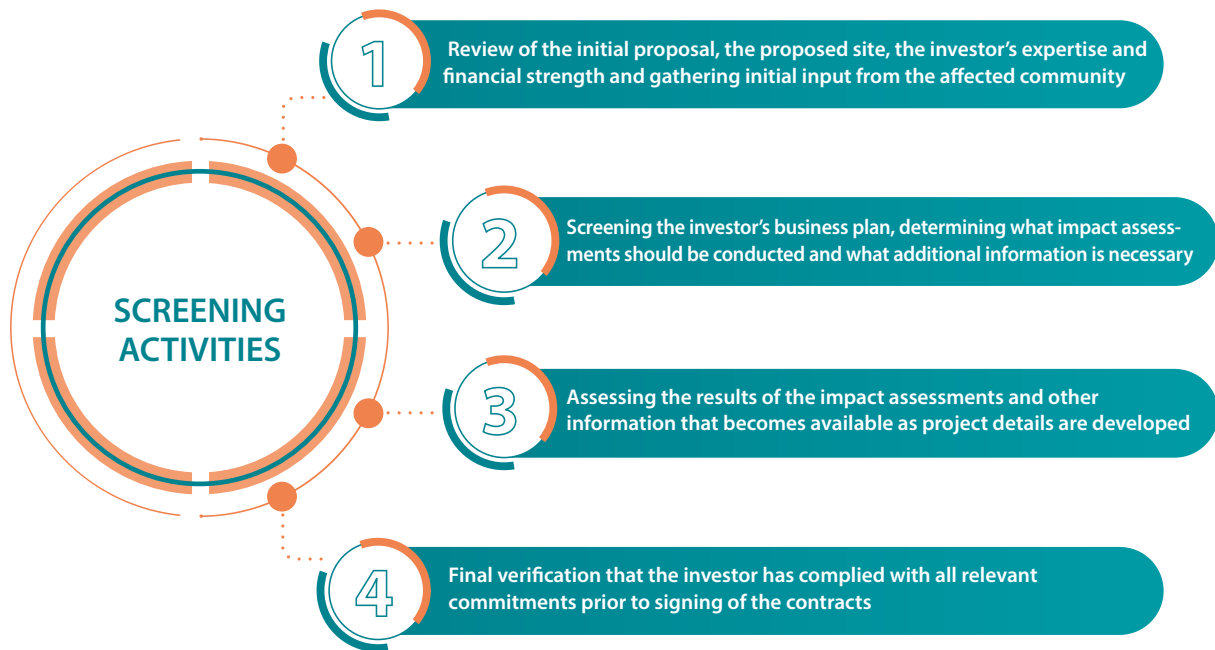 1
Review of the initial proposal, the proposed site, the investor’s expertise and
financial strength and gathering initial input from the affected community
2
Screening the investor’s business plan, determining what impact assess-
ments should be conducted and what additional information is necessary
SCREENING
ACTIVITIES
3
Assessing the results of the impact assessments and other
information that becomes available as project details are developed
4
Final verification that the investor has complied with all relevant
commitments prior to signing of the contracts